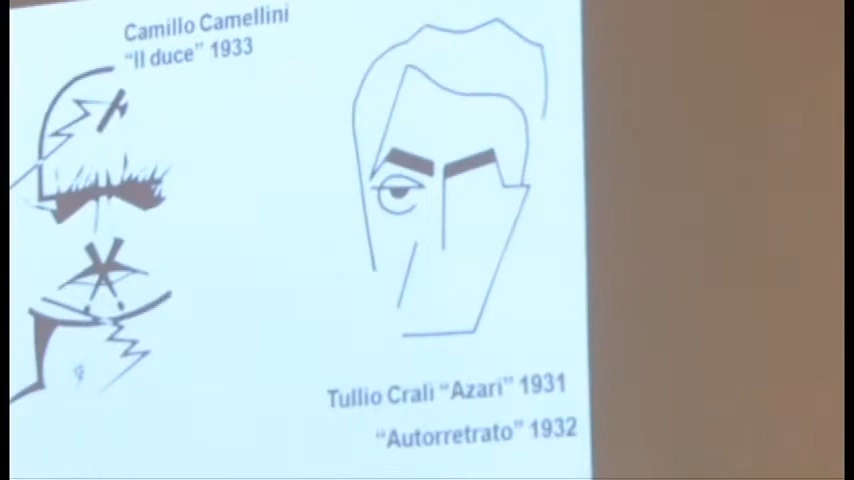 Camillo Camellini
"Il duce" 1933
Tullio Crali "Azari" 1931
"Autorretrato" 1932